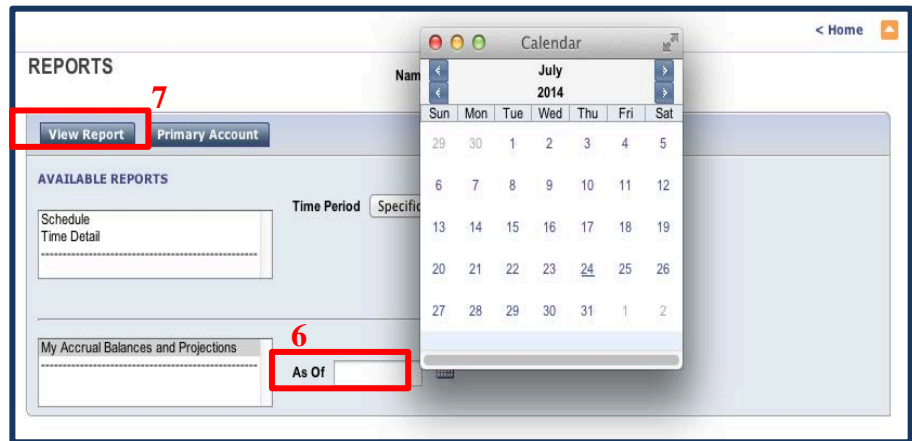 < Home
REPORTS
Nam
7
View Report
Primary Account
AVAILABLE REPORTS
Schedule
Time Detail
Time Period
Specific
My Accrual Balances and Projections
6
As Of
Calendar
July
2014
Sun Mon Tue Wed Thu Fri Sat
29 30 1 2 3 4 5
6 7 8 9 10 11 12
13 14 15 16 17 18 19
20 21 22 23 24 25 26
27 28 29 30 31 1 2